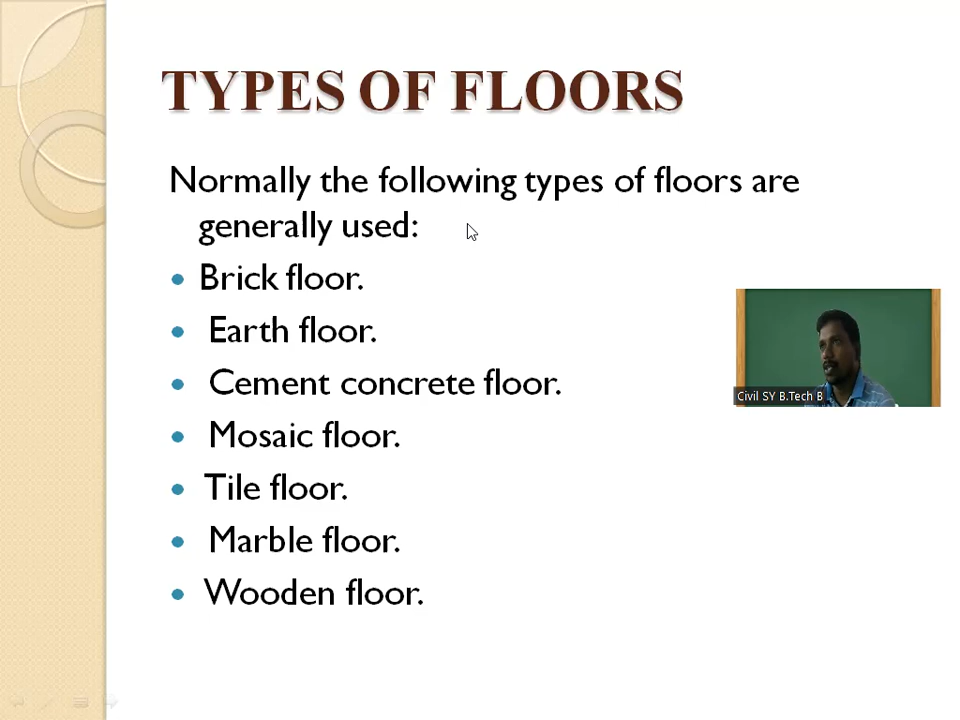 TYPES OF FLOORS
Normally the following types of floors are
generally used:
• Brick floor.
• Earth floor.
• Cement concrete floor.
• Mosaic floor.
• Tile floor.
• Marble floor.
• Wooden floor.
Civil SY B.Tech B